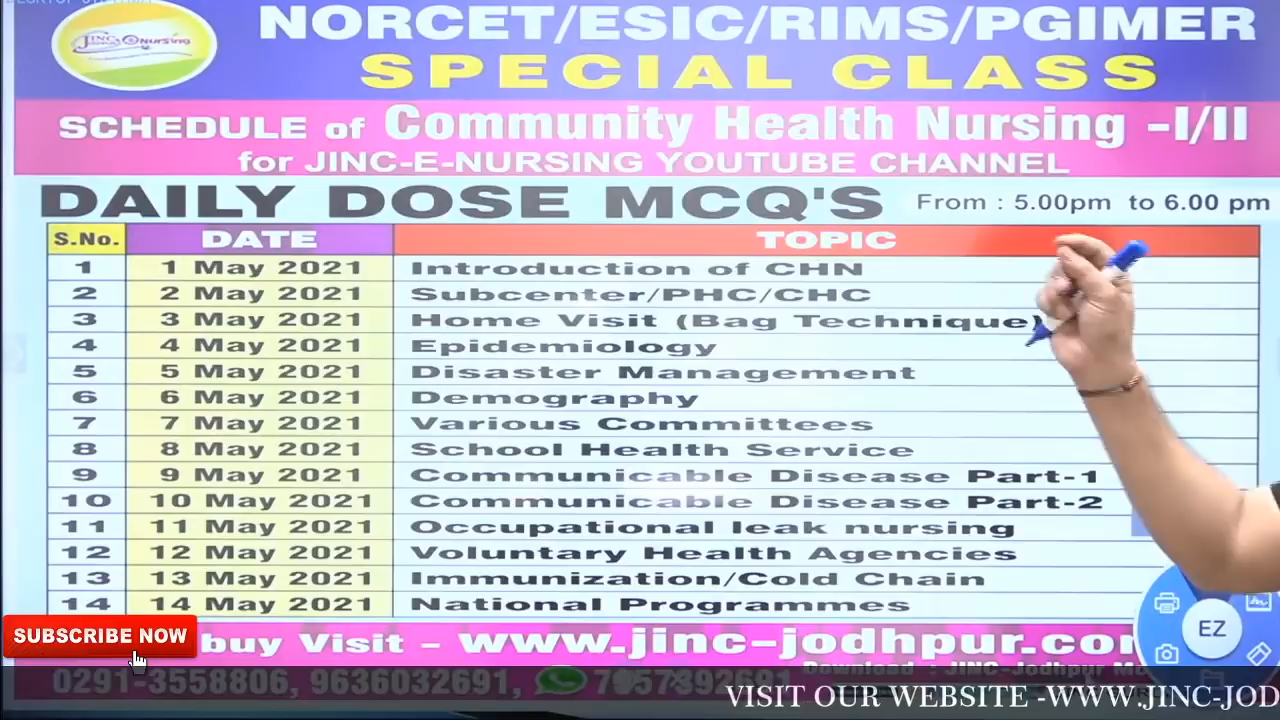 JINC @ Nursing
NORCET/ESIC/RIMS/PGIMER
SPECIAL CLASS
SCHEDULE of Community Health Nursing -I/II
for JINC-E-NURSING YOUTUBE CHANNEL
DAILY DOSE MCQ'S From : 5.00pm to 6.00 pm
S.No. DATE TOPIC
1 1 May 2021 Introduction of CHN
2 2 May 2021 Subcenter/PHC/CHC
3 3 May 2021 Home Visit (Bag Technique)
4 4 May 2021 Epidemiology
5 5 May 2021 Disaster Management
6 6 May 2021 Demography
7 7 May 2021 Various Committees
8 8 May 2021 School Health Service
9 9 May 2021 Communicable Disease Part-1
10 10 May 2021 Communicable Disease Part-2
11 11 May 2021 Occupational leak nursing
12 12 May 2021 Voluntary Health Agencies
13 13 May 2021 Immunization/Cold Chain
14 14 May 2021 National Programmes
SUBSCRIBE NOW
buy Visit - www.jinc-jodhpur.com
EZ
Download : JINC-Jodhpur
0291-3558806, 9636032691,
VISIT OUR WEBSITE -WWW.JINC-JOD